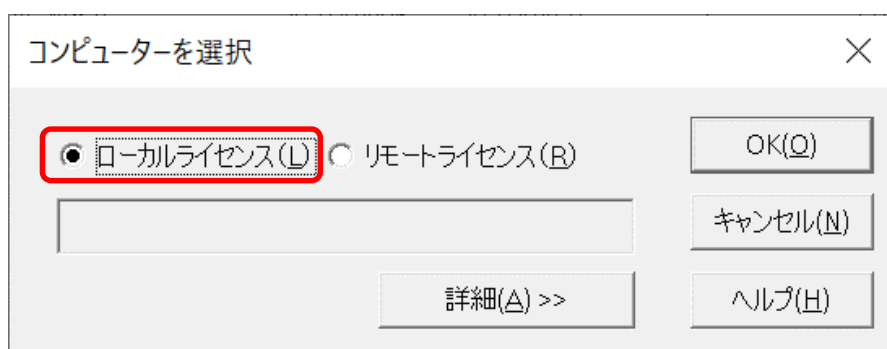 コンピューターを選択
ローカルライセンス(L) リモートライセンス(R)
OK(O)
キャンセル(N)
詳細(A) >>
ヘルプ(H)